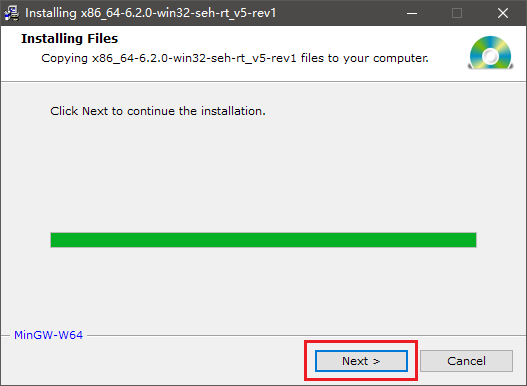 Installing x86_64-6.2.0-win32-seh-rt_v5-rev1
Installing Files
Copying x86_64-6.2.0-win32-seh-rt_v5-rev1 files to your computer.
Click Next to continue the installation.
MinGW-W64
Next >
Cancel